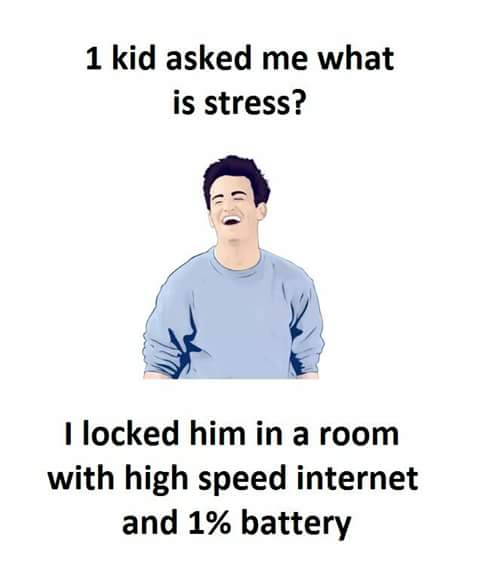 1 kid asked me what
is stress?
I locked him in a room
with high speed internet
and 1% battery